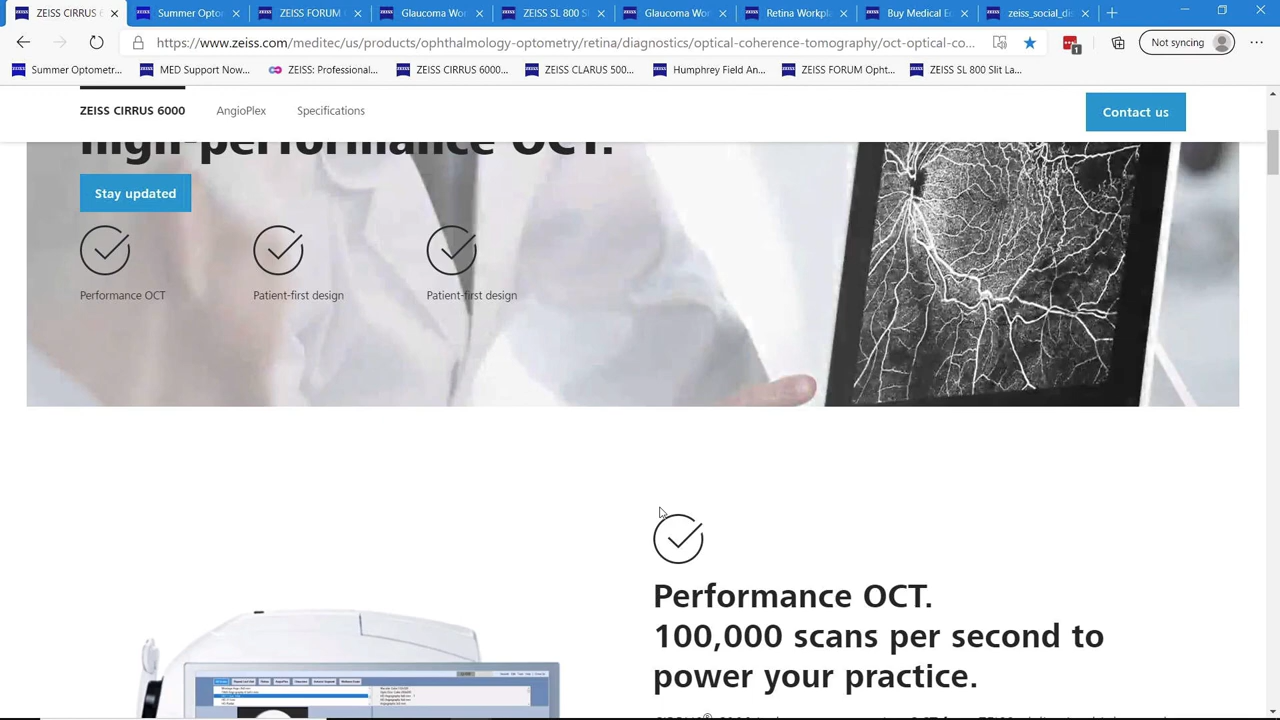 ZEISS CIRRUS 6
Summer Opto
ZEISS FORUM
Glaucoma Wo
ZEISS SL 800 S
Glaucoma Wor
Retina Workpl
Buy Medical E
zeiss_social_di
https://www.zeiss.com/meditec/us/products/ophthalmology-optometry/retina/diagnostics/optical-coherence-tomography/oct-optical-co...
1
Not syncing
Summer Optometr...
MED Support Now...
ZEISS: Professional...
ZEISS CIRRUS 6000...
ZEISS CLARUS 500...
Humphrey Field An...
ZEISS FORUM Opht...
ZEISS SL 800 Slit La...
ZEISS CIRRUS 6000
AngioPlex
Specifications
Contact us
high-performance OCT.
Stay updated
Performance OCT
Patient-first design
Patient-first design
Performance OCT.
100,000 scans per second to
power your practice.